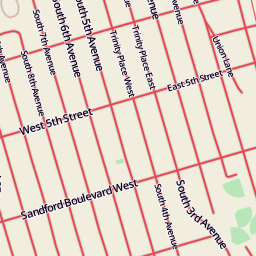 South 7th Avenue
South 6th Avenue
South 5th Avenue
Trinity Place West
Trinity Place East
Union Lane
Avenue
South 8th Avenue
East 5th Street
West 5th Street
Sandford Boulevard West
South 4th Avenue
South 3rd Avenue